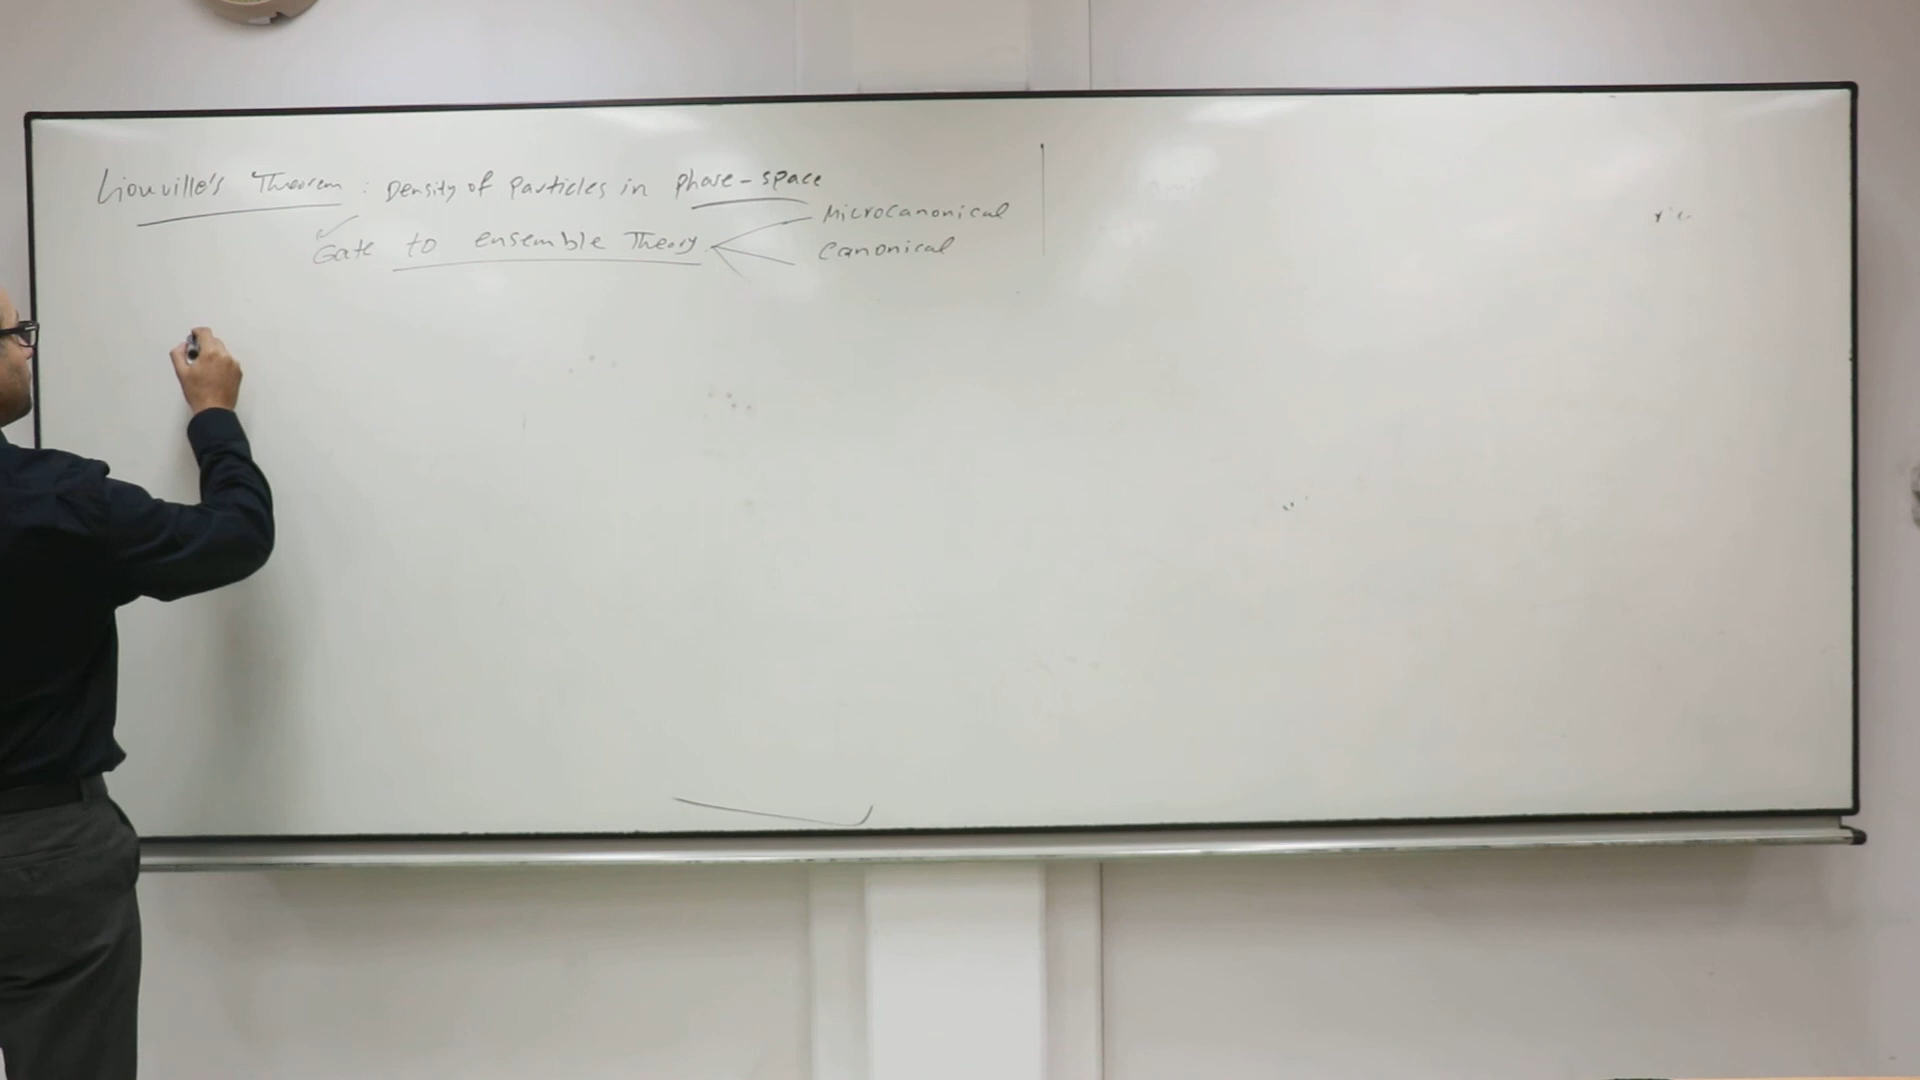 Liouville's Theorem : Density of Particles in phase-space
Gate to ensemble Theory
Microcanonical
Canonical